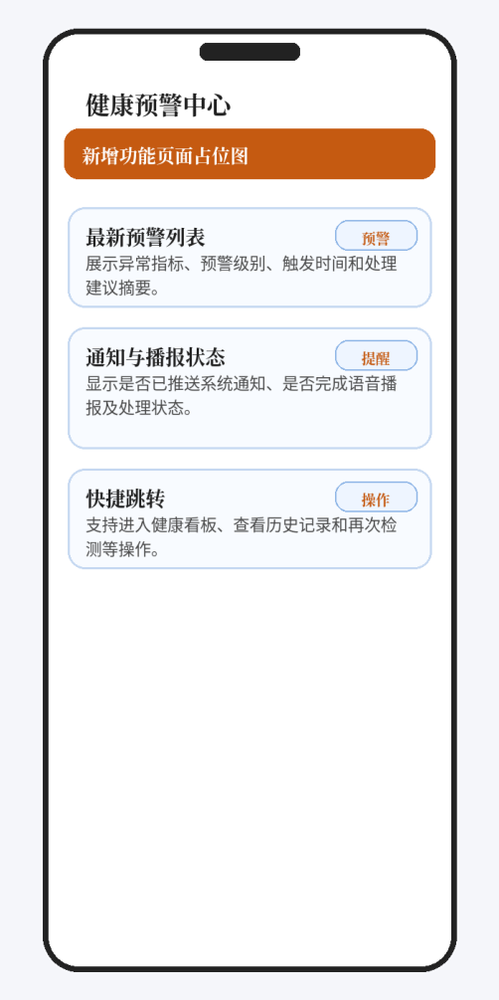 健康预警中心
新增功能页面占位图
最新预警列表
预警
展示异常指标、预警级别、触发时间和处理
建议摘要。
通知与播报状态
提醒
显示是否已推送系统通知、是否完成语音播
报及处理状态。
快捷跳转
操作
支持进入健康看板、查看历史记录和再次检
测等操作。